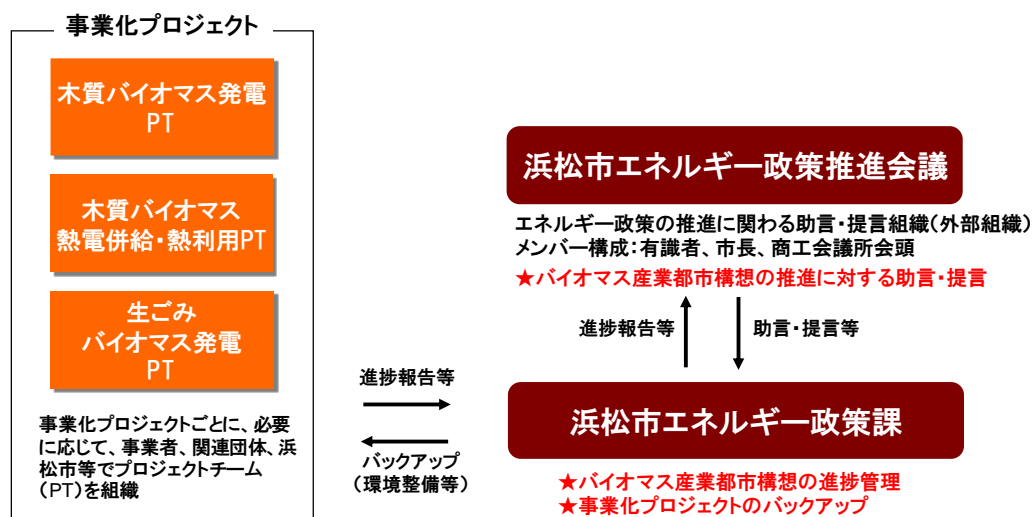 事業化プロジェクト
木質バイオマス発電
PT
木質バイオマス
熱電併給・熱利用PT
生ごみ
バイオマス発電
PT
事業化プロジェクトごとに、必要
に応じて、事業者、関連団体、浜
松市等でプロジェクトチーム
(PT)を組織
進捗報告等
バックアップ
(環境整備等)
浜松市エネルギー政策推進会議
エネルギー政策の推進に関わる助言・提言組織(外部組織)
メンバー構成:有識者、市長、商工会議所会頭
★バイオマス産業都市構想の推進に対する助言・提言
進捗報告等
助言・提言等
浜松市エネルギー政策課
★バイオマス産業都市構想の進捗管理
★事業化プロジェクトのバックアップ